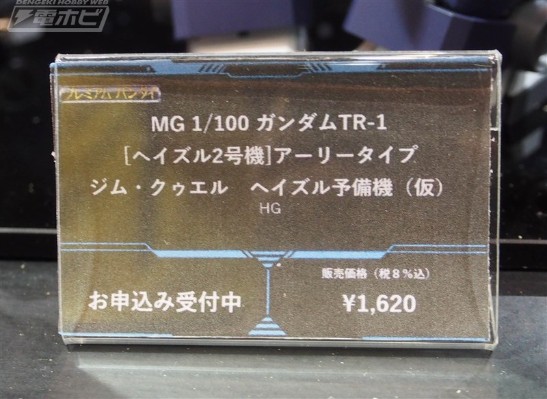 DENGEKI HOBBY WEB
電ホビ
プレミアムバンダイ
MG 1/100 ガンダムTR-1
[ヘイズル2号機]アーリータイプ
ジム・クゥエル　ヘイズル予備機（仮）
HG
販売価格（税８％込）
お申込み受付中
¥1,620